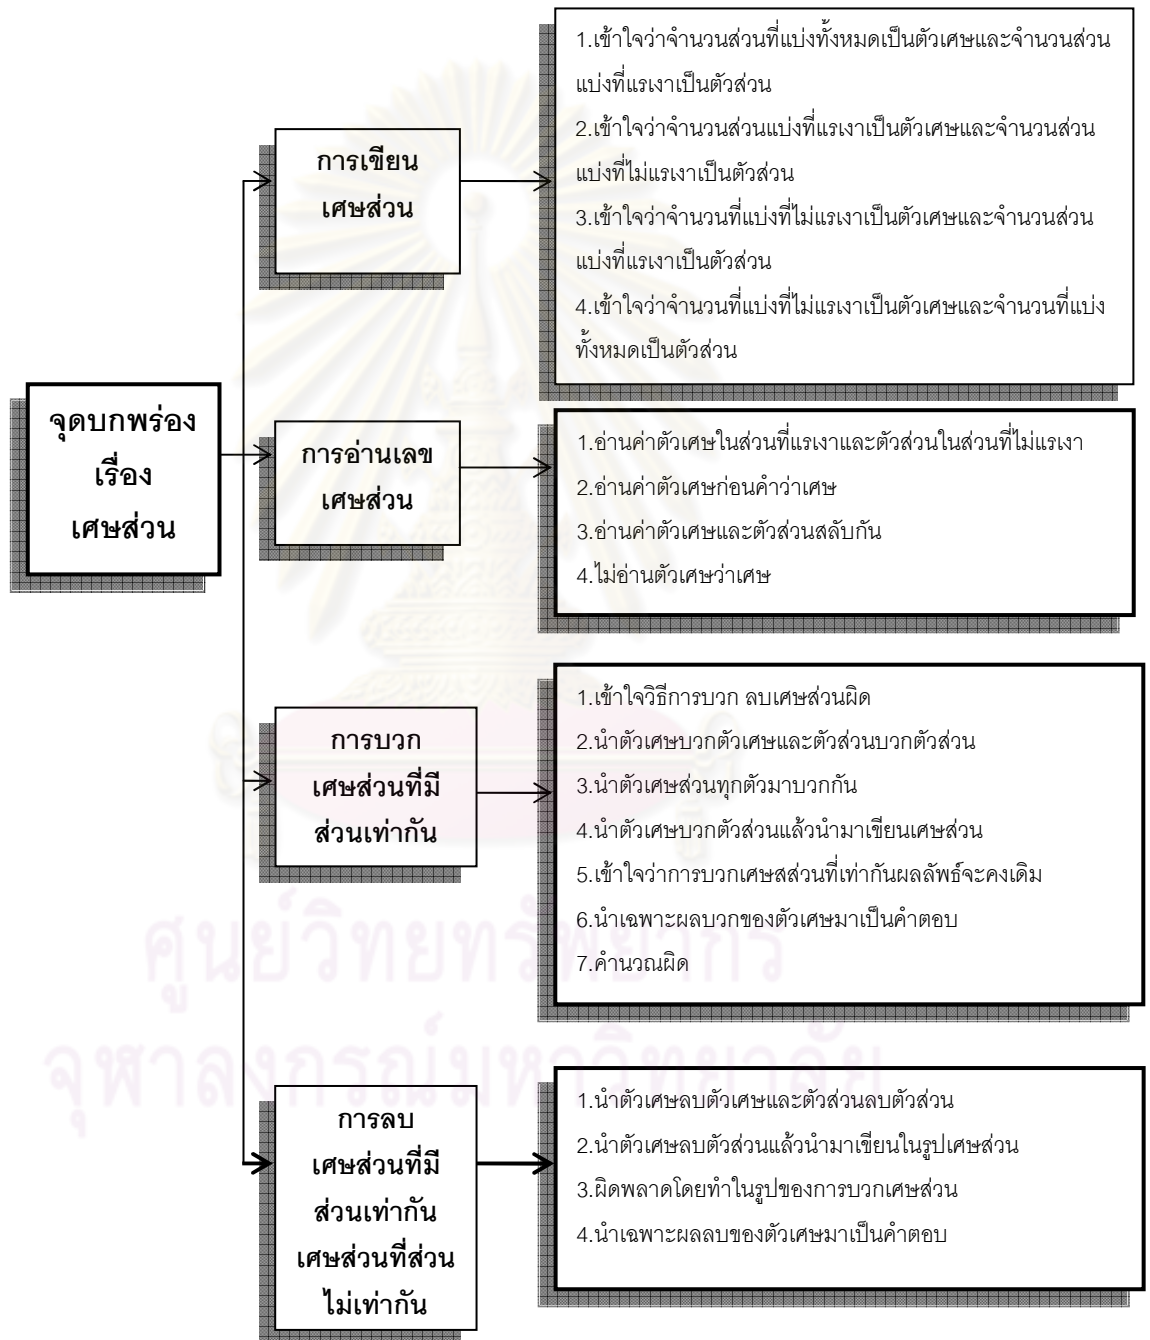 จุดบกพร่อง
เรื่อง
เศษส่วน
การเขียน
เศษส่วน
1.เข้าใจว่าจำนวนส่วนที่แบ่งทั้งหมดเป็นตัวเศษและจำนวนส่วน
แบ่งที่แรเงาเป็นตัวส่วน
2.เข้าใจว่าจำนวนส่วนแบ่งที่แรเงาเป็นตัวเศษและจำนวนส่วน
แบ่งที่ไม่แรเงาเป็นตัวส่วน
3.เข้าใจว่าจำนวนที่แบ่งที่ไม่แรเงาเป็นตัวเศษและจำนวนส่วน
แบ่งที่แรเงาเป็นตัวส่วน
4.เข้าใจว่าจำนวนที่แบ่งที่ไม่แรเงาเป็นตัวเศษและจำนวนที่แบ่ง
ทั้งหมดเป็นตัวส่วน
การอ่านเลข
เศษส่วน
1.อ่านค่าตัวเศษในส่วนที่แรเงาและตัวส่วนในส่วนที่ไม่แรเงา
2.อ่านค่าตัวเศษก่อนคำว่าเศษ
3.อ่านค่าตัวเศษและตัวส่วนสลับกัน
4.ไม่อ่านตัวเศษว่าเศษ
การบวก
เศษส่วนที่มี
ส่วนเท่ากัน
1.เข้าใจวิธีการบวก ลบเศษส่วนผิด
2.นำตัวเศษบวกตัวเศษและตัวส่วนบวกตัวส่วน
3.นำตัวเศษส่วนทุกตัวมาบวกกัน
4.นำตัวเศษบวกตัวส่วนแล้วนำมาเขียนเศษส่วน
5.เข้าใจว่าการบวกเศษสส่วนที่เท่ากันผลลัพธ์จะคงเดิม
6.นำเฉพาะผลบวกของตัวเศษมาเป็นคำตอบ
7.คำนวณผิด
การลบ
เศษส่วนที่มี
ส่วนเท่ากัน
เศษส่วนที่ส่วน
ไม่เท่ากัน
1.นำตัวเศษลบตัวเศษและตัวส่วนลบตัวส่วน
2.นำตัวเศษลบตัวส่วนแล้วนำมาเขียนในรูปเศษส่วน
3.ผิดพลาดโดยทำในรูปของการบวกเศษส่วน
4.นำเฉพาะผลลบของตัวเศษมาเป็นคำตอบ
ศูนย์วิทยทรัพยากร
จุฬาลงกรณ์มหาวิทยาลัย